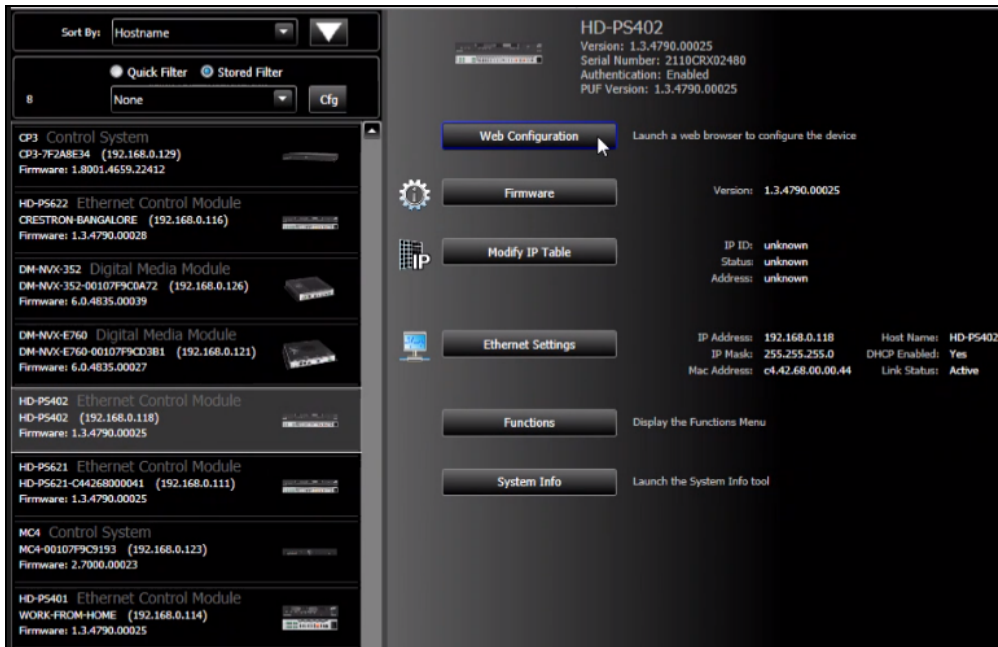 Sort By: Hostname
Quick Filter Stored Filter
8 None Cfg
CP3 Control System
CP3-7F2A8E34 (192.168.0.129)
Firmware: 1.8001.4659.22412
HD-PS622 Ethernet Control Module
CRESTRON-BANGALORE (192.168.0.116)
Firmware: 1.3.4790.00028
DM-NVX-352 Digital Media Module
DM-NVX-352-00107F9C0A72 (192.168.0.126)
Firmware: 6.0.4835.00039
DM-NVX-E760 Digital Media Module
DM-NVX-E760-00107F9CD3B1 (192.168.0.121)
Firmware: 6.0.4835.00027
HD-PS402 Ethernet Control Module
HD-PS402 (192.168.0.118)
Firmware: 1.3.4790.00025
HD-PS621 Ethernet Control Module
HD-PS621-C44268000041 (192.168.0.111)
Firmware: 1.3.4790.00025
MC4 Control System
MC4-00107F9C9193 (192.168.0.123)
Firmware: 2.7000.00023
HD-PS401 Ethernet Control Module
WORK-FROM-HOME (192.168.0.114)
Firmware: 1.3.4790.00025
HD-PS402
Version: 1.3.4790.00025
Serial Number: 2110CRX02480
Authentication: Enabled
PUF Version: 1.3.4790.00025
Web Configuration Launch a web browser to configure the device
Firmware Version: 1.3.4790.00025
IP Modify IP Table IP ID: unknown
Status: unknown
Address: unknown
Ethernet Settings IP Address: 192.168.0.118 Host Name: HD-PS402
IP Mask: 255.255.255.0 DHCP Enabled: Yes
Mac Address: c4.42.68.00.00.44 Link Status: Active
Functions Display the Functions Menu
System Info Launch the System Info tool